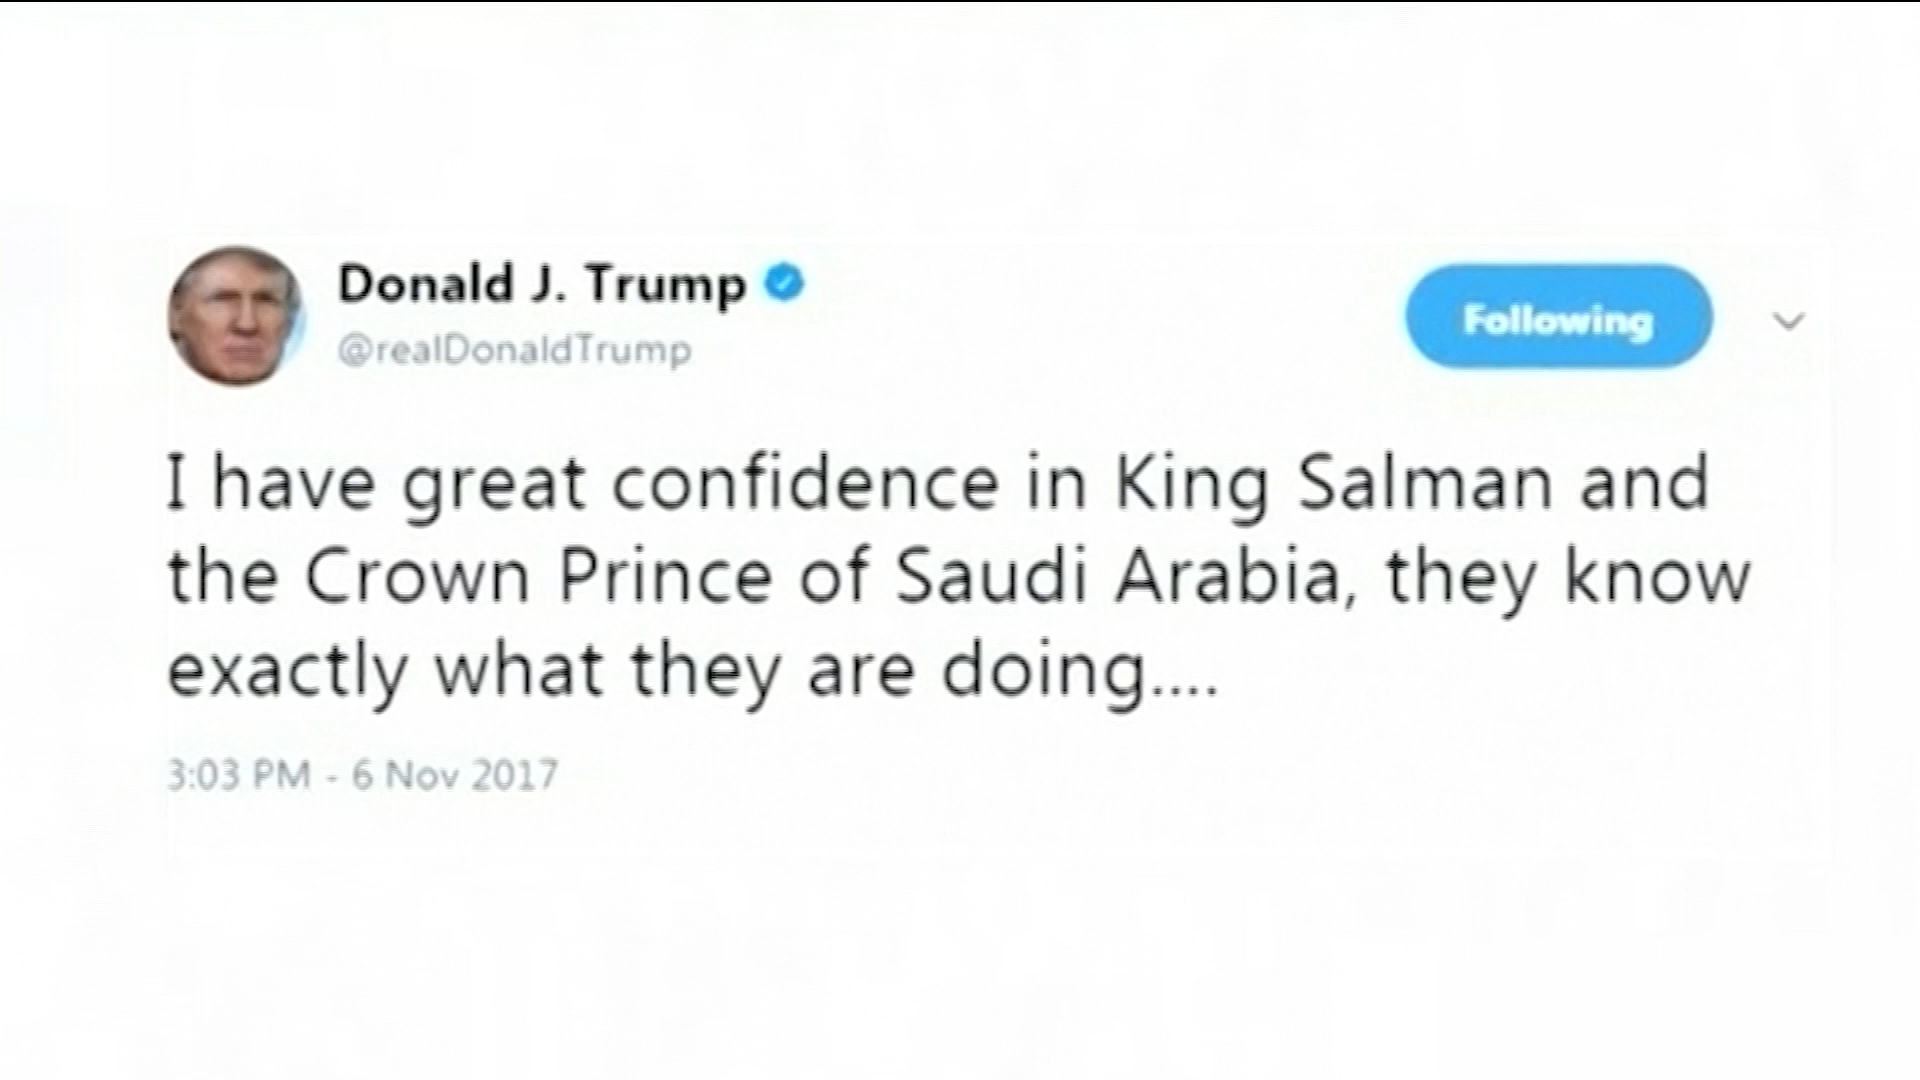 Donald J. Trump
@realDonaldTrump
Following
I have great confidence in King Salman and
the Crown Prince of Saudi Arabia, they know
exactly what they are doing....
3:03 PM - 6 Nov 2017